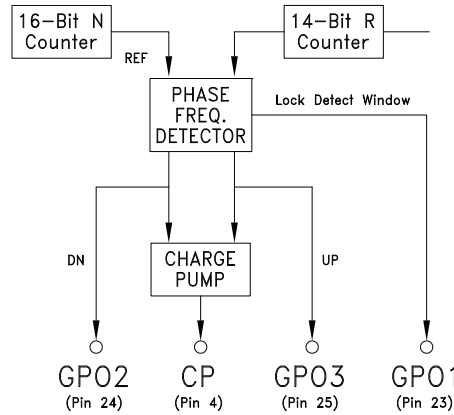 16-Bit N
Counter
14-Bit R
Counter
REF
PHASE
FREQ.
DETECTOR
Lock Detect Window
DN
CHARGE
PUMP
UP
GPO2
CP
GPO3
GPO1
(Pin 24)
(Pin 4)
(Pin 25)
(Pin 23)